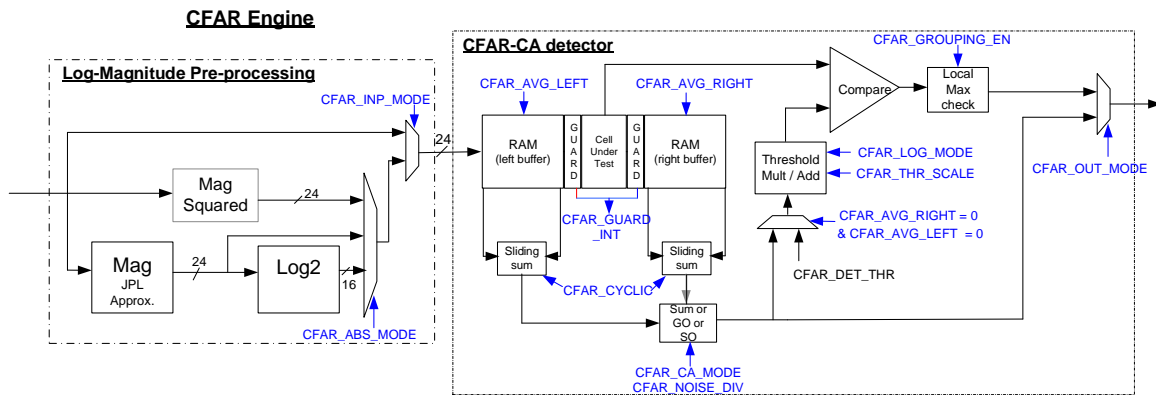 CFAR Engine
CFAR-CA detector
CFAR_GROUPING_EN
Log-Magnitude Pre-processing
CFAR_INP_MODE
CFAR_AVG_LEFT
CFAR_AVG_RIGHT
24
RAM
(left buffer)
GUARD
Cell
Under
Test
GUARD
RAM
(right buffer)
Compare
Local
Max
check
CFAR_OUT_MODE
Threshold
Mult / Add
CFAR_LOG_MODE
CFAR_THR_SCALE
Mag
Squared
24
CFAR_GUARD
_INT
CFAR_AVG_RIGHT = 0
& CFAR_AVG_LEFT = 0
CFAR_DET_THR
Mag
JPL
Approx.
24
Log2
16
CFAR_ABS_MODE
Sliding
sum
Sliding
sum
CFAR_CYCLIC
Sum or
GO or
SO
CFAR_CA_MODE
CFAR_NOISE_DIV